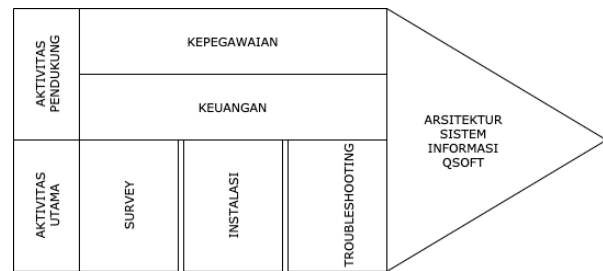 AKTIVITAS
PENDUKUNG
KEPEGAWAIAN
KEUANGAN
AKTIVITAS
UTAMA
SURVEY
INSTALASI
TROUBLESHOOTING
ARSITEKTUR
SISTEM
INFORMASI
QSOFT